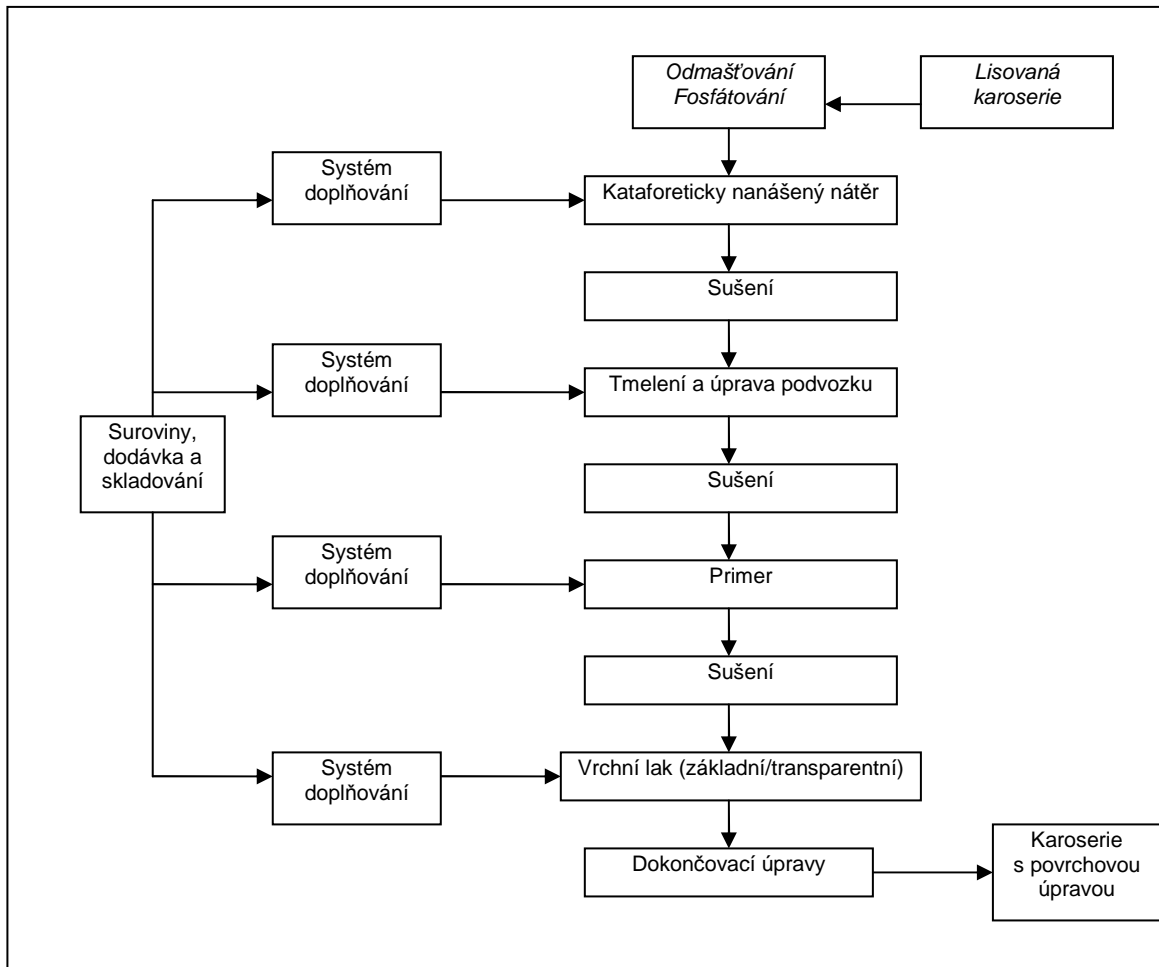 Odmašťování
Fosfátování
Lisovaná
karoserie
Systém
doplňování
Kataforeticky nanášený nátěr
Sušení
Systém
doplňování
Tmelení a úprava podvozku
Suroviny,
dodávka a
skladování
Sušení
Systém
doplňování
Primer
Sušení
Systém
doplňování
Vrchní lak (základní/transparentní)
Dokončovací úpravy
Karoserie
s povrchovou
úpravou